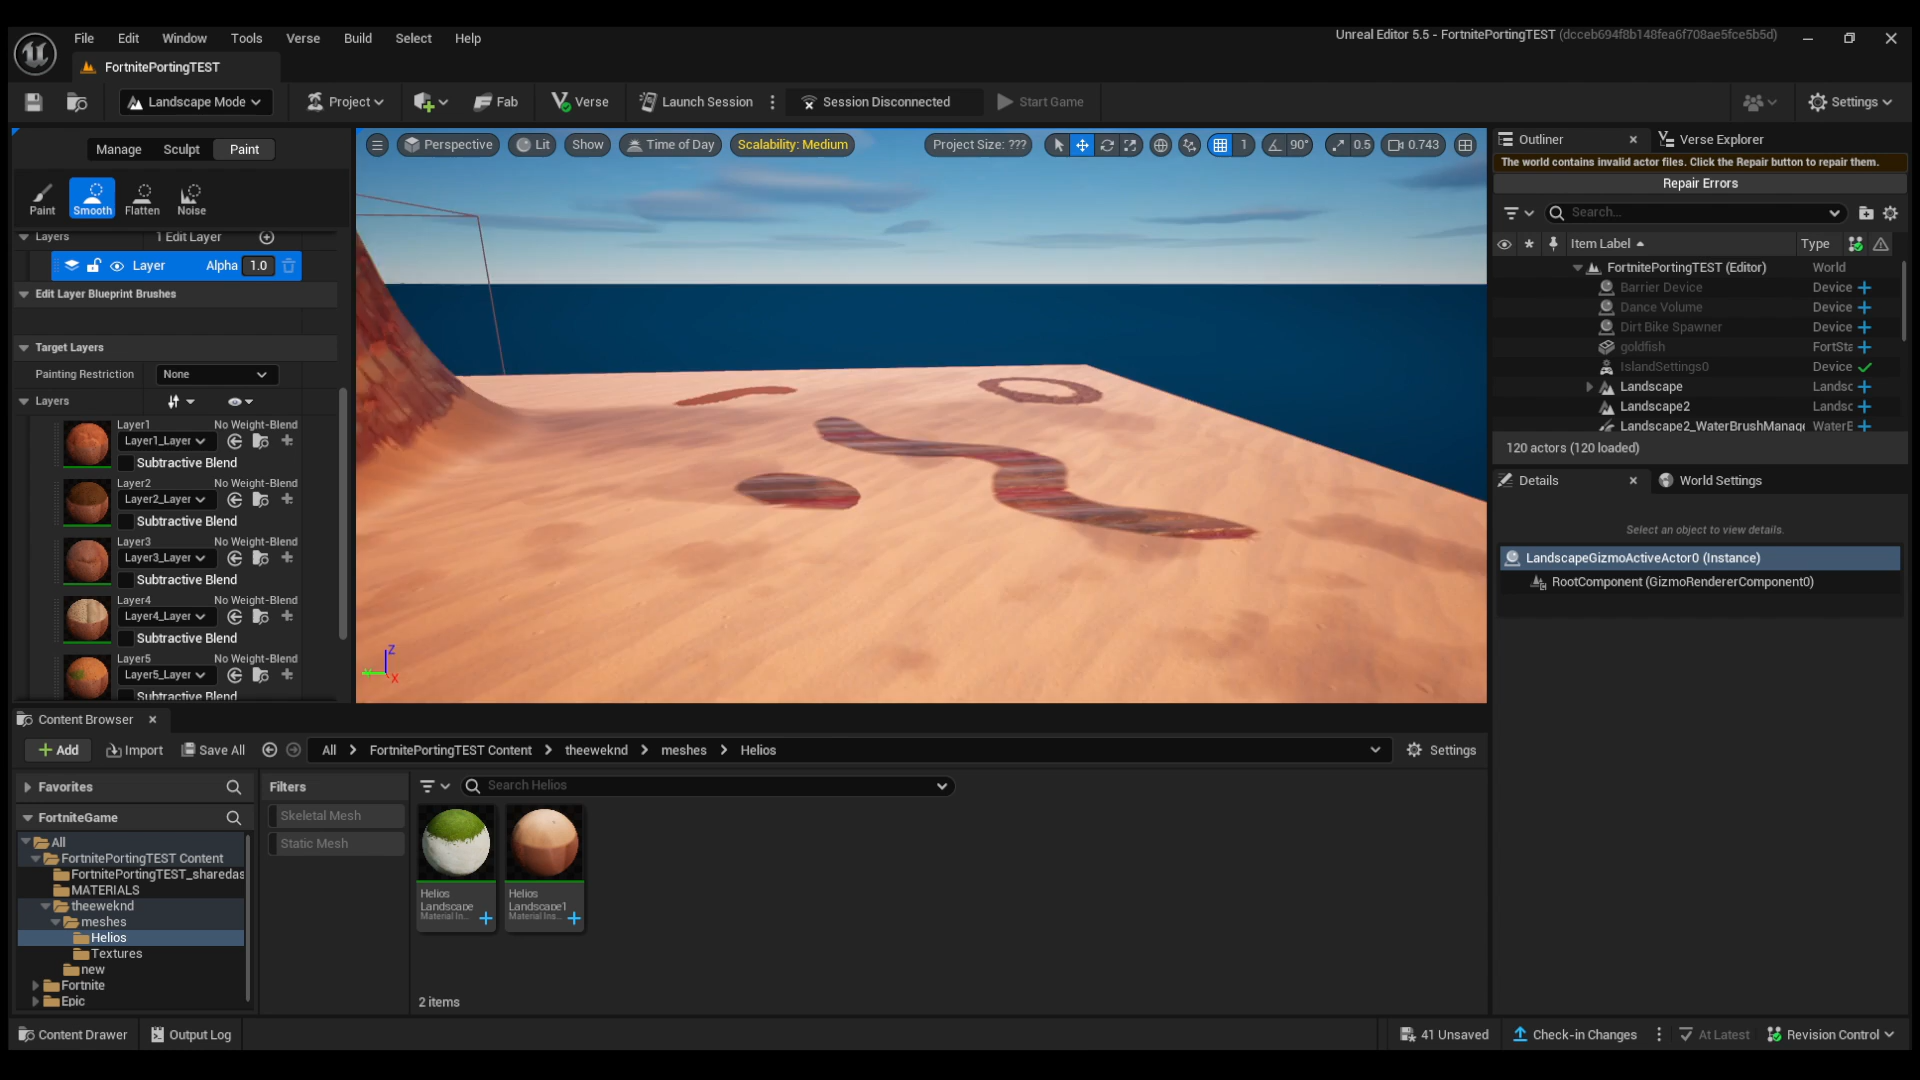 File Edit Window Tools Verse Build Select Help
Unreal Editor 5.5 - FortnitePortingTEST (dcceb694f8b148fea6f708ae5fce5b5d)
FortnitePortingTEST
Landscape Mode
Project
Fab
Verse
Launch Session
Session Disconnected
Start Game
Settings
Manage Sculpt Paint
Paint Smooth Flatten Noise
Layers 1 Edit Layer
Layer Alpha 1.0
Edit Layer Blueprint Brushes
Target Layers
Painting Restriction None
Layers
Layer1 No Weight-Blend
Layer1_Layer
Subtractive Blend
Layer2 No Weight-Blend
Layer2_Layer
Subtractive Blend
Layer3 No Weight-Blend
Layer3_Layer
Subtractive Blend
Layer4 No Weight-Blend
Layer4_Layer
Subtractive Blend
Layer5 No Weight-Blend
Layer5_Layer
Subtractive Blend
Perspective Lit Show Time of Day Scalability: Medium
Project Size: ??? 1 90° 0.5 0.743
Z
X
Outliner Verse Explorer
The world contains invalid actor files. Click the Repair button to repair them.
Repair Errors
Search...
Item Label Type
FortnitePortingTEST (Editor) World
Barrier Device Device
Dance Volume Device
Dirt Bike Spawner Device
goldfish FortSta
IslandSettings0 Device
Landscape Landsc
Landscape2 Landsc
Landscape2_WaterBrushManage WaterB
120 actors (120 loaded)
Details World Settings
Select an object to view details.
LandscapeGizmoActiveActor0 (Instance)
RootComponent (GizmoRendererComponent0)
Content Browser
Add Import Save All
All > FortnitePortingTEST Content > theeweknd > meshes > Helios
Settings
Favorites
FortniteGame
All
FortnitePortingTEST Content
FortnitePortingTEST_sharedas
MATERIALS
theeweknd
meshes
Helios
Textures
new
Fortnite
Epic
Filters
Skeletal Mesh
Static Mesh
Search Helios
Helios
Landscape
Material In...
Helios
Landscape1
Material Ins...
2 items
Content Drawer
Output Log
41 Unsaved
Check-in Changes
At Latest
Revision Control